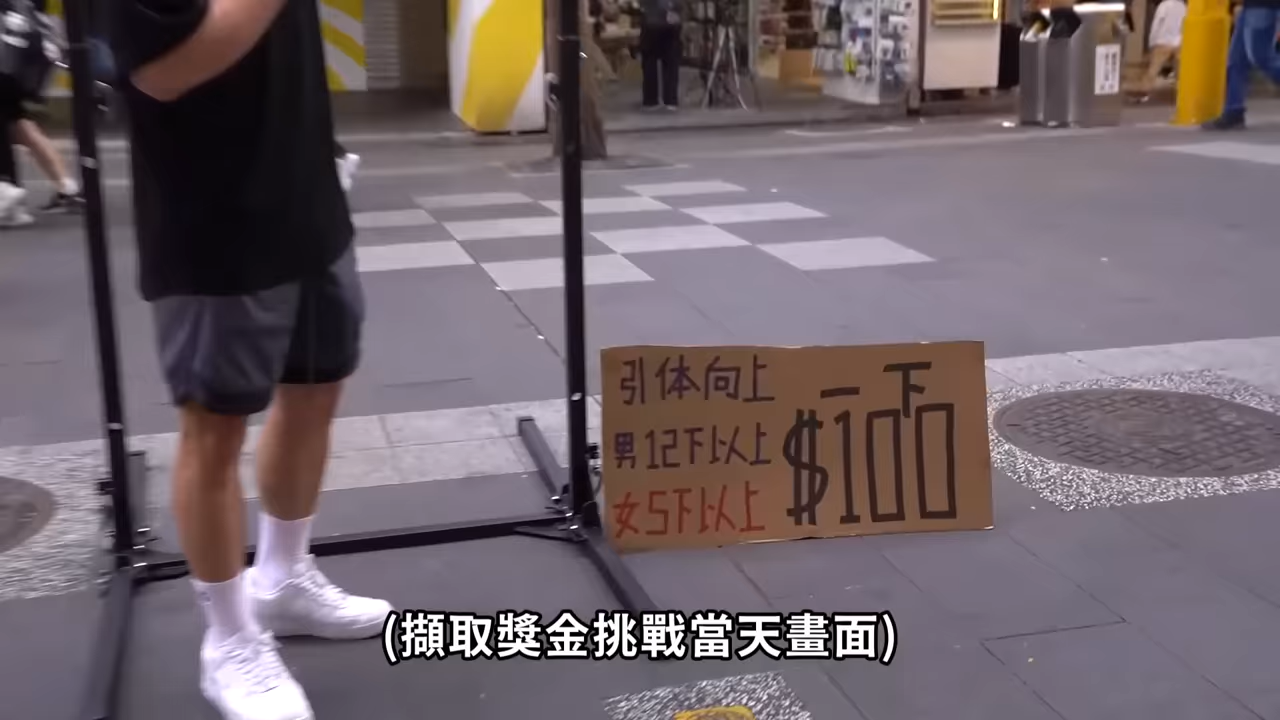 引体向上
男12下以上
女5下以上
一下
$100
(擷取獎金挑戰當天畫面)